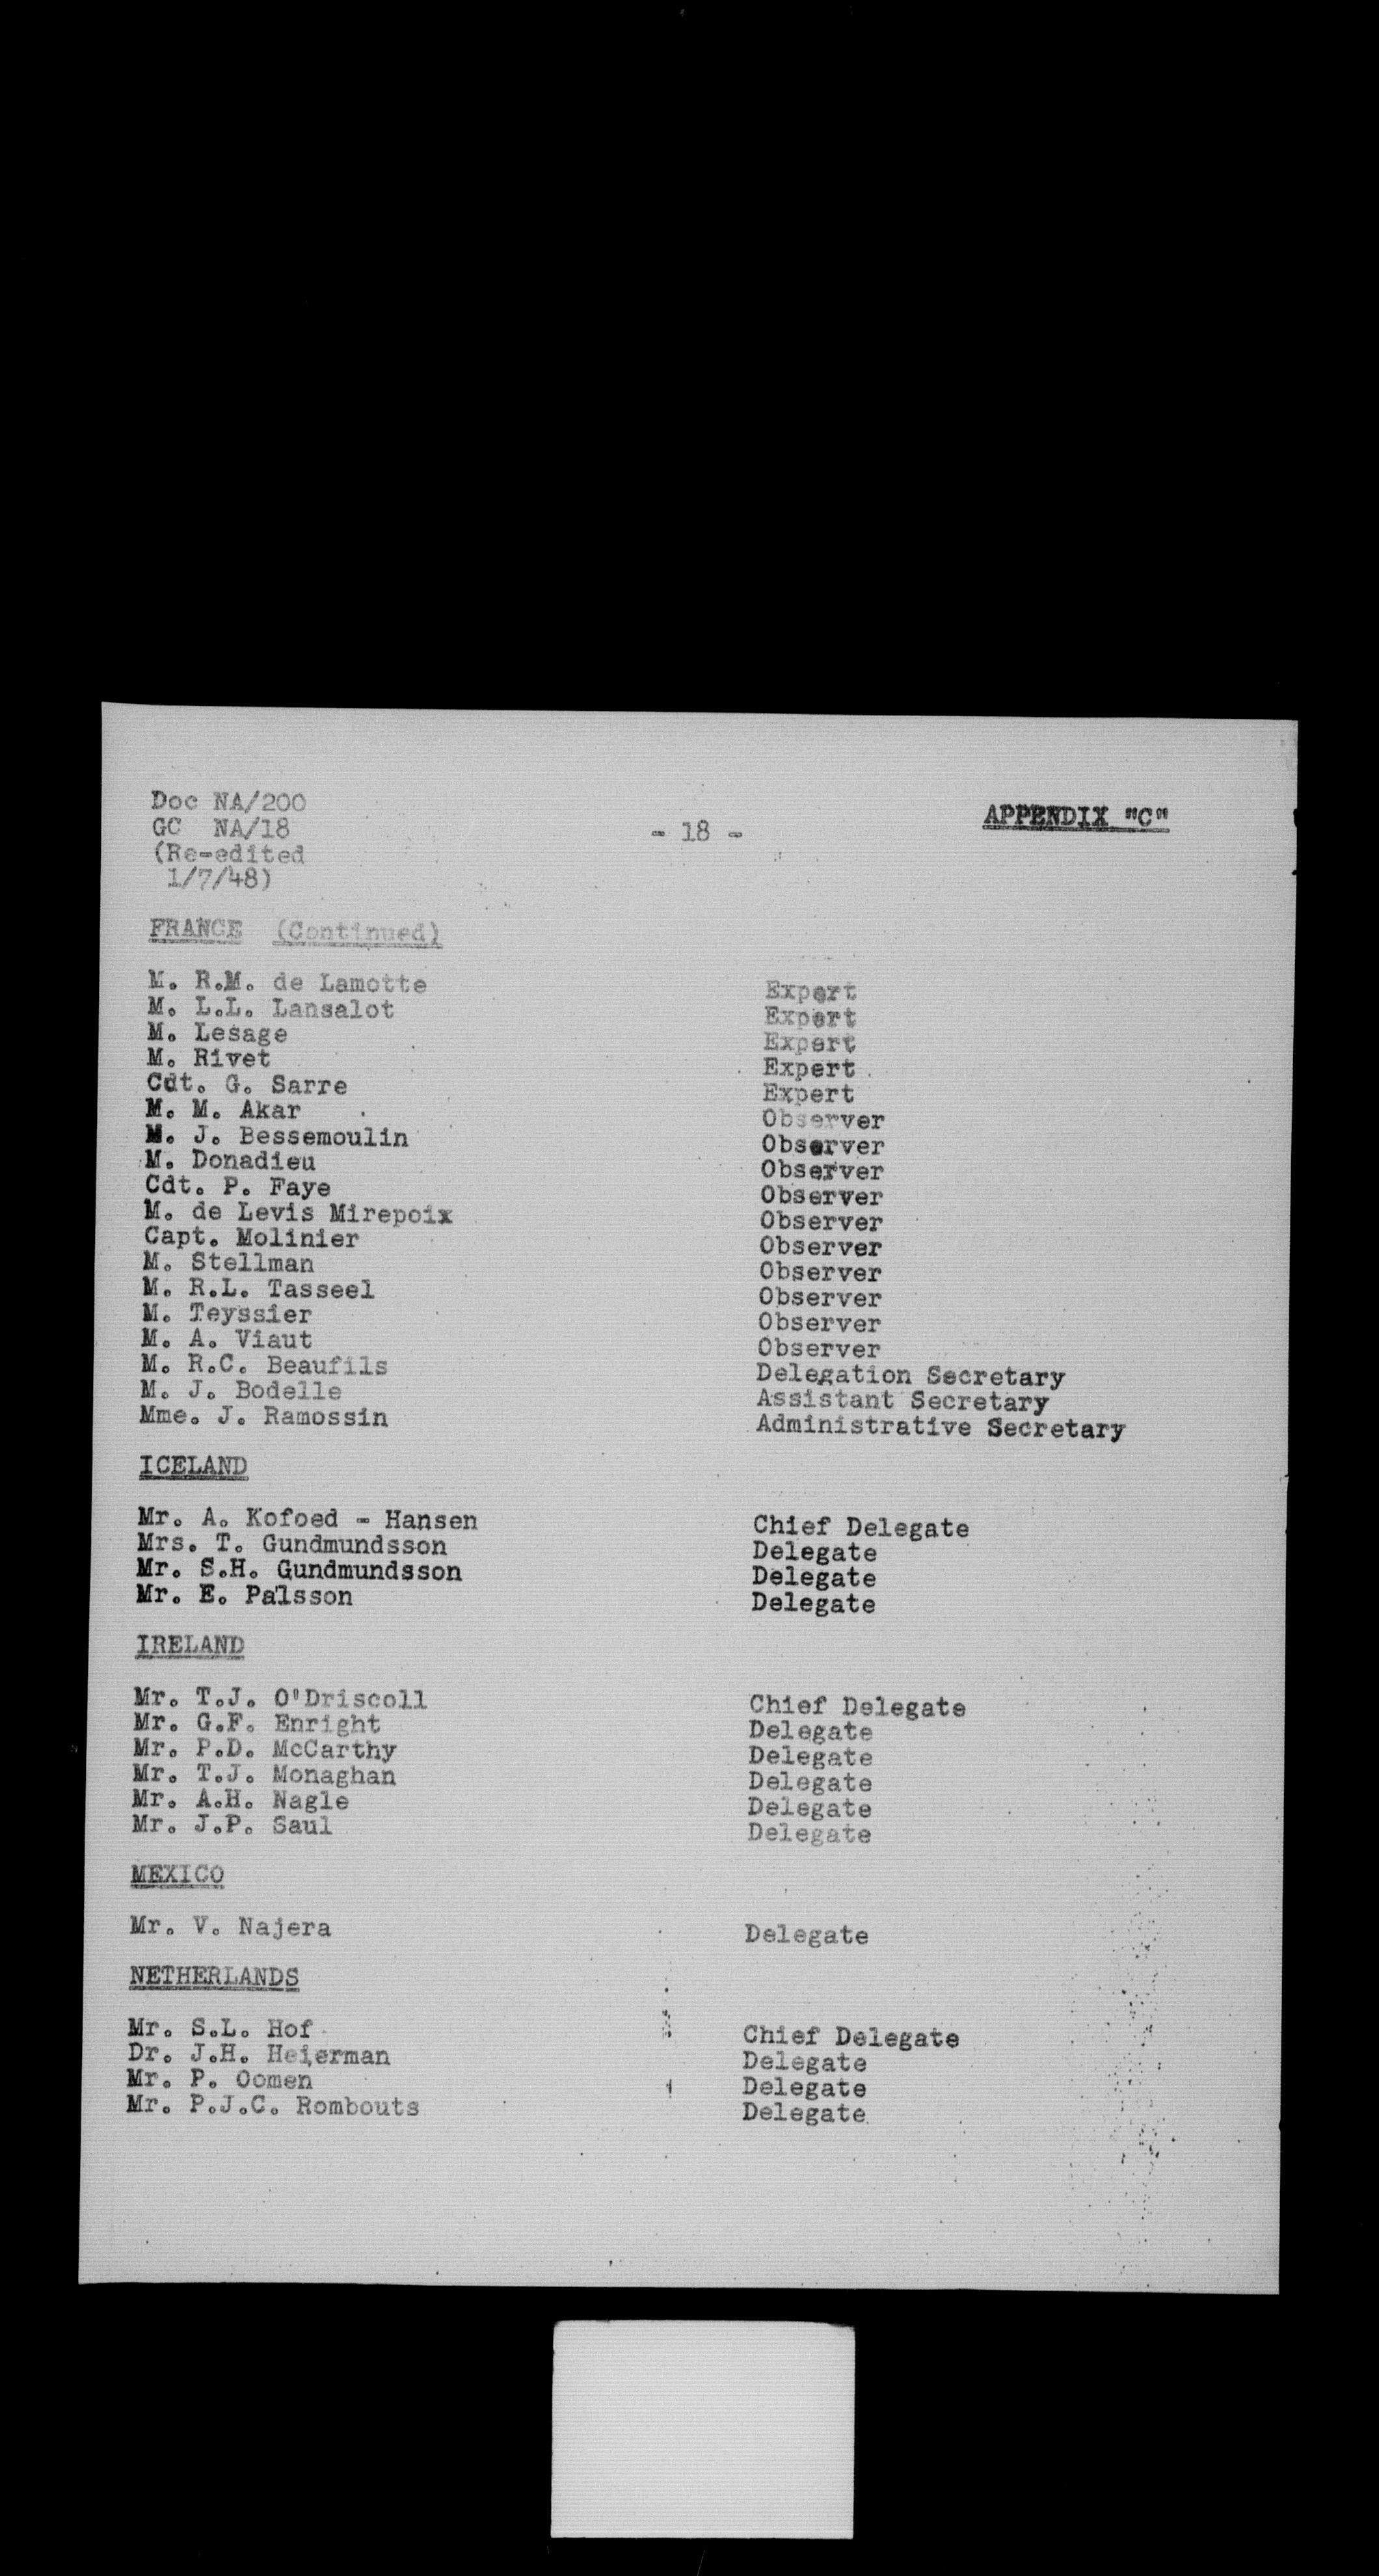 Doc NA/200
GC NA/18
(Re-edited
1/7/48)
- 18 -
APPENDIX "C"
FRANCE (Continued)
M. R.M. de Lamotte Expert
M. L.L. Lansalot Expert
M. Lesage Expert
M. Rivet Expert
Cdt. G. Sarre Expert
M. M. Akar Observer
M. J. Bessemoulin Observer
M. Donadieu Observer
Cdt. P. Faye Observer
M. de Levis Mirepoix Observer
Capt. Molinier Observer
M. Stellman Observer
M. R.L. Tasseel Observer
M. Teyssier Observer
M. A. Viaut Observer
M. R.C. Beaufils Delegation Secretary
M. J. Bodelle Assistant Secretary
Mme. J. Ramossin Administrative Secretary
ICELAND
Mr. A. Kofoed - Hansen Chief Delegate
Mrs. T. Gundmundsson Delegate
Mr. S.H. Gundmundsson Delegate
Mr. E. Palsson Delegate
IRELAND
Mr. T.J. O'Driscoll Chief Delegate
Mr. G.F. Enright Delegate
Mr. P.D. McCarthy Delegate
Mr. T.J. Monaghan Delegate
Mr. A.H. Nagle Delegate
Mr. J.P. Saul Delegate
MEXICO
Mr. V. Najera Delegate
NETHERLANDS
Mr. S.L. Hof Chief Delegate
Dr. J.H. Heierman Delegate
Mr. P. Oomen Delegate
Mr. P.J.C. Rombouts Delegate